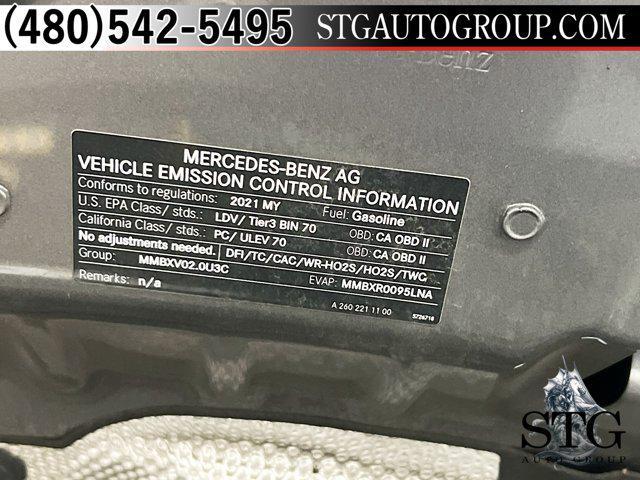 (480)542-5495 STGAUTOGROUP.COM
Benz
MERCEDES-BENZ AG
VEHICLE EMISSION CONTROL INFORMATION
Conforms to regulations: 2021 MY Fuel: Gasoline
U.S. EPA Class/ stds.: LDV/ Tier3 BIN 70 OBD: CA OBD II
California Class/ stds.: PC/ ULEV 70 OBD: CA OBD II
No adjustments needed. DFI/TC/CAC/WR-HO2S/HO2S/TWC
Group: MMBXV02.0U3C EVAP: MMBXR0095LNA
Remarks: n/a
A 260 221 11 00
5726718
STG
AUTO GROUP